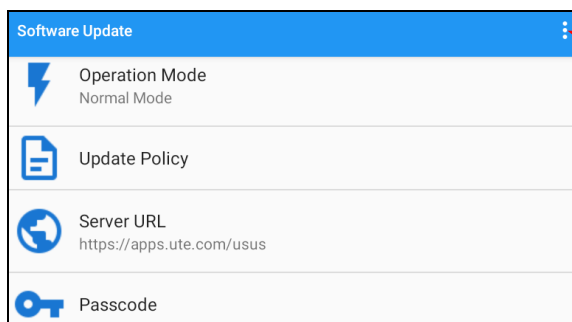 Software Update
Operation Mode
Normal Mode
Update Policy
Server URL
https://apps.ute.com/usus
Passcode